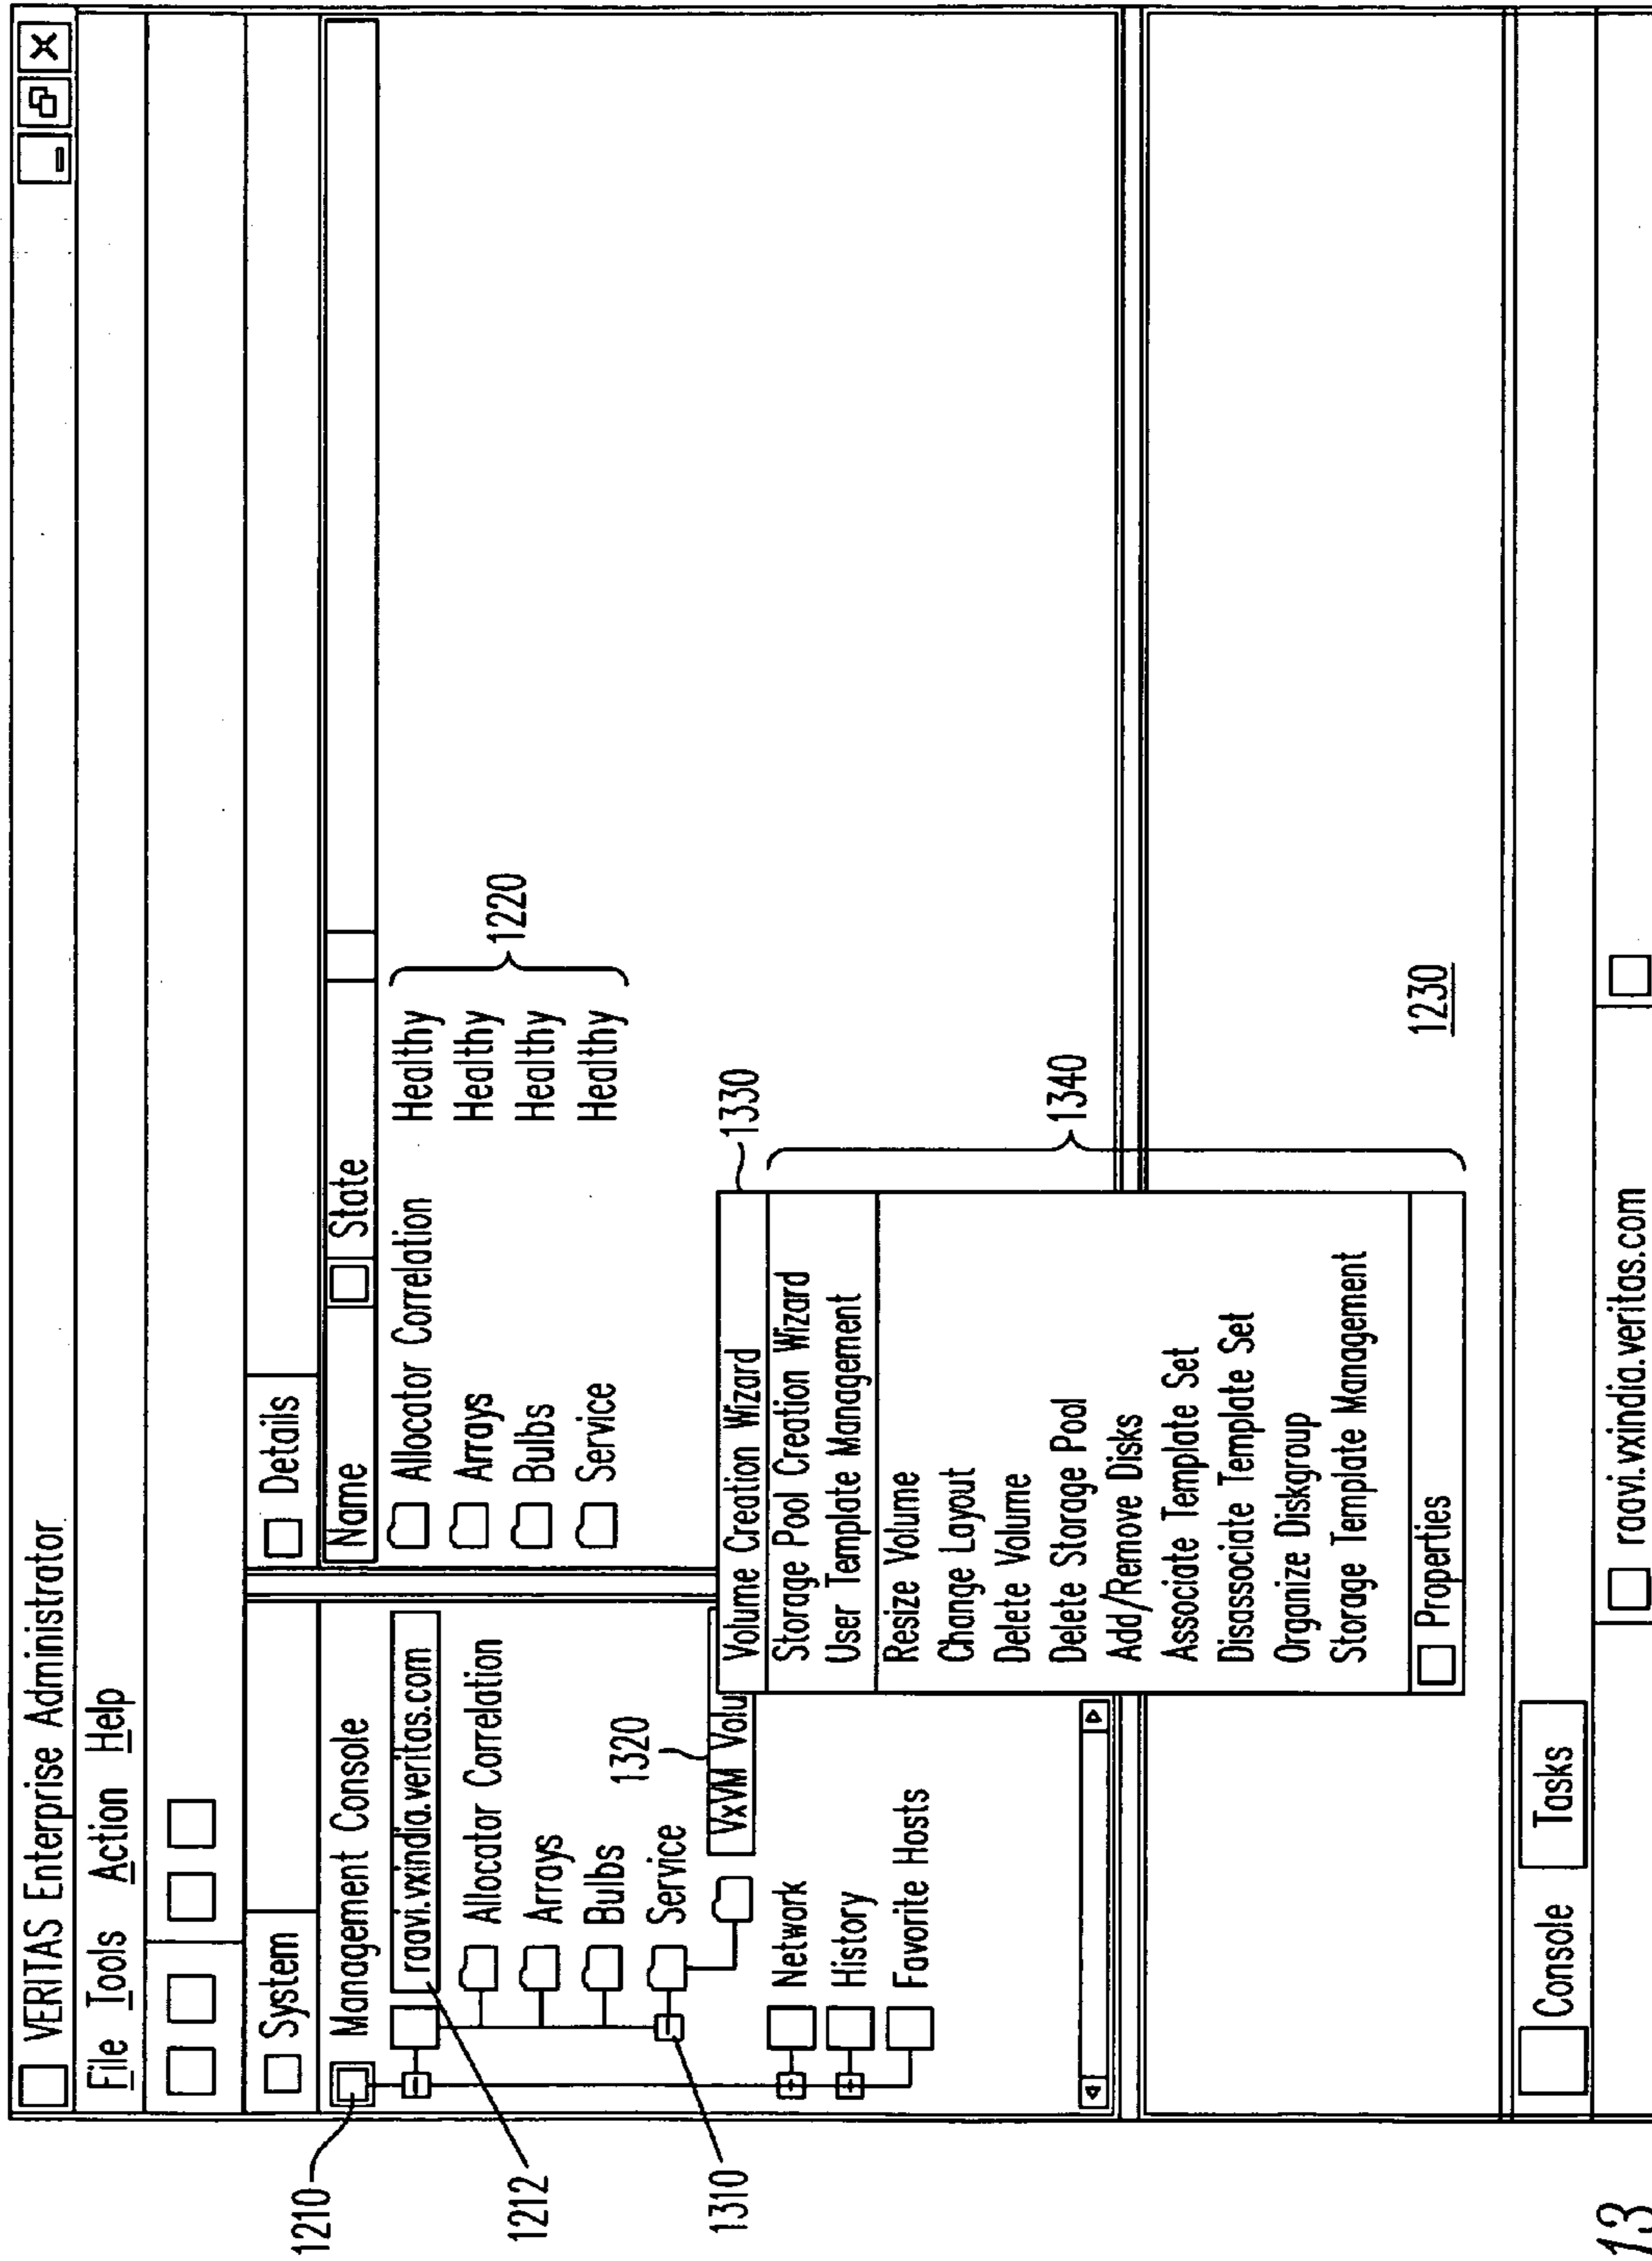 VERITAS Enterprise Administrator
File Tools Action Help
System
Details
1210
Management Console
Name
State
1212
raavi.vxindia.veritas.com
Allocator Correlation
Arrays
Bulbs
Service
Allocator Correlation Healthy
Arrays Healthy
Bulbs Healthy
Service Healthy
1220
1310
1320
VxVM Volu
Network
History
Favorite Hosts
Volume Creation Wizard
1330
Storage Pool Creation Wizard
User Template Management
Resize Volume
Change Layout
Delete Volume
Delete Storage Pool
Add/Remove Disks
Associate Template Set
Disassociate Template Set
Organize Diskgroup
Storage Template Management
Properties
1340
1230
Console Tasks
raavi.vxindia.veritas.com
13